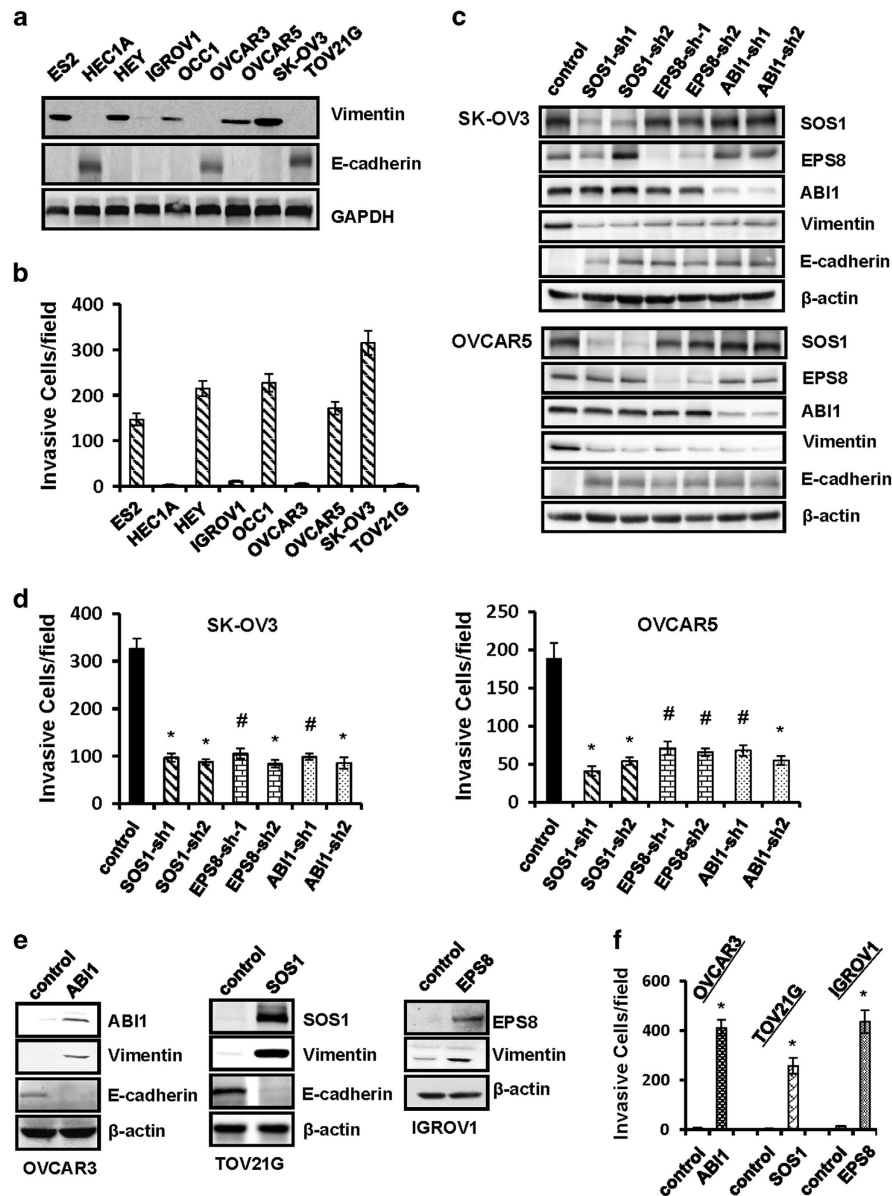 a
ES2
HEC1A
HEY
IGROV1
OCC1
OVCAR3
OVCAR5
SK-OV3
TOV21G
Vimentin
E-cadherin
GAPDH
b
Invasive Cells/field
400
300
200
100
0
ES2
HEC1A
HEY
IGROV1
OCC1
OVCAR3
OVCAR5
SK-OV3
TOV21G
c
control
SOS1-sh1
SOS1-sh2
EPS8-sh-1
EPS8-sh2
ABI1-sh1
ABI1-sh2
SK-OV3
SOS1
EPS8
ABI1
Vimentin
E-cadherin
β-actin
OVCAR5
SOS1
EPS8
ABI1
Vimentin
E-cadherin
β-actin
d
SK-OV3
Invasive Cells/field
400
300
200
100
0
* * # * # *
control
SOS1-sh1
SOS1-sh2
EPS8-sh-1
EPS8-sh2
ABI1-sh1
ABI1-sh2
OVCAR5
Invasive Cells/field
250
200
150
100
50
0
* * # # # *
control
SOS1-sh1
SOS1-sh2
EPS8-sh-1
EPS8-sh2
ABI1-sh1
ABI1-sh2
e
control
ABI1
ABI1
Vimentin
E-cadherin
β-actin
OVCAR3
control
SOS1
SOS1
Vimentin
E-cadherin
β-actin
TOV21G
control
EPS8
EPS8
Vimentin
β-actin
IGROV1
f
OVCAR3
TOV21G
IGROV1
Invasive Cells/field
600
400
200
0
* * *
control
ABI1
control
SOS1
control
EPS8